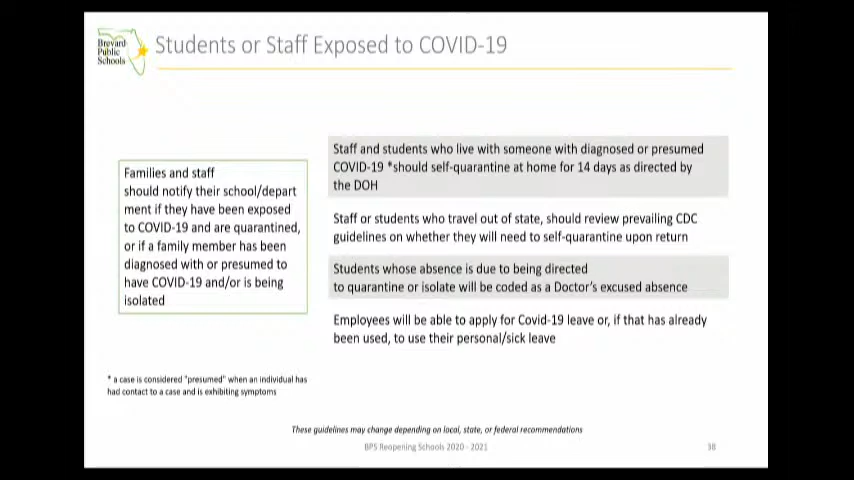 Brevard
Public
Schools
Students or Staff Exposed to COVID-19
Families and staff
should notify their school/depart
ment if they have been exposed
to COVID-19 and are quarantined,
or if a family member has been
diagnosed with or presumed to
have COVID-19 and/or is being
isolated
* a case is considered "presumed" when an individual has
had contact to a case and is exhibiting symptoms
Staff and students who live with someone with diagnosed or presumed
COVID-19 *should self-quarantine at home for 14 days as directed by
the DOH
Staff or students who travel out of state, should review prevailing CDC
guidelines on whether they will need to self-quarantine upon return
Students whose absence is due to being directed
to quarantine or isolate will be coded as a Doctor's excused absence
Employees will be able to apply for Covid-19 leave or, if that has already
been used, to use their personal/sick leave
These guidelines may change depending on local, state, or federal recommendations
BPS Reopening Schools 2020 - 2021
38